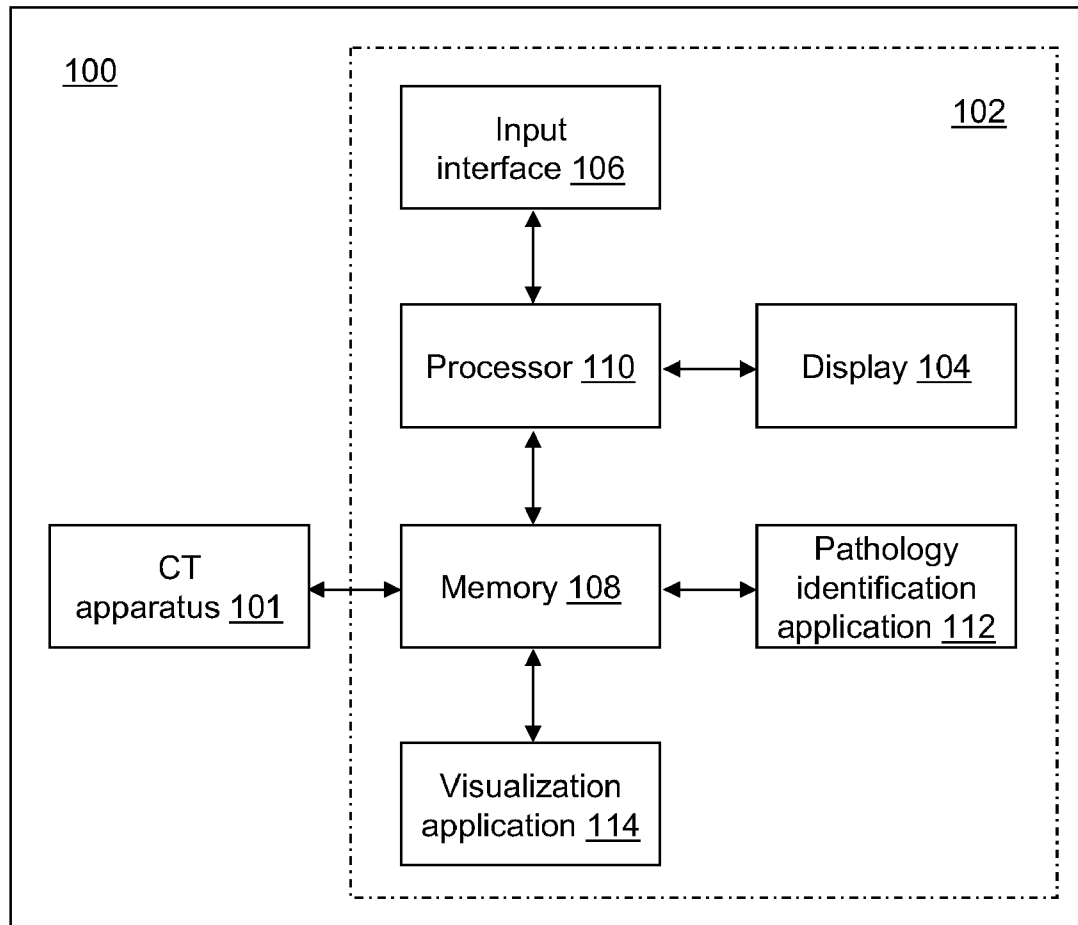 100
102
Input
interface 106
Processor 110
Display 104
CT
apparatus 101
Memory 108
Pathology
identification
application 112
Visualization
application 114